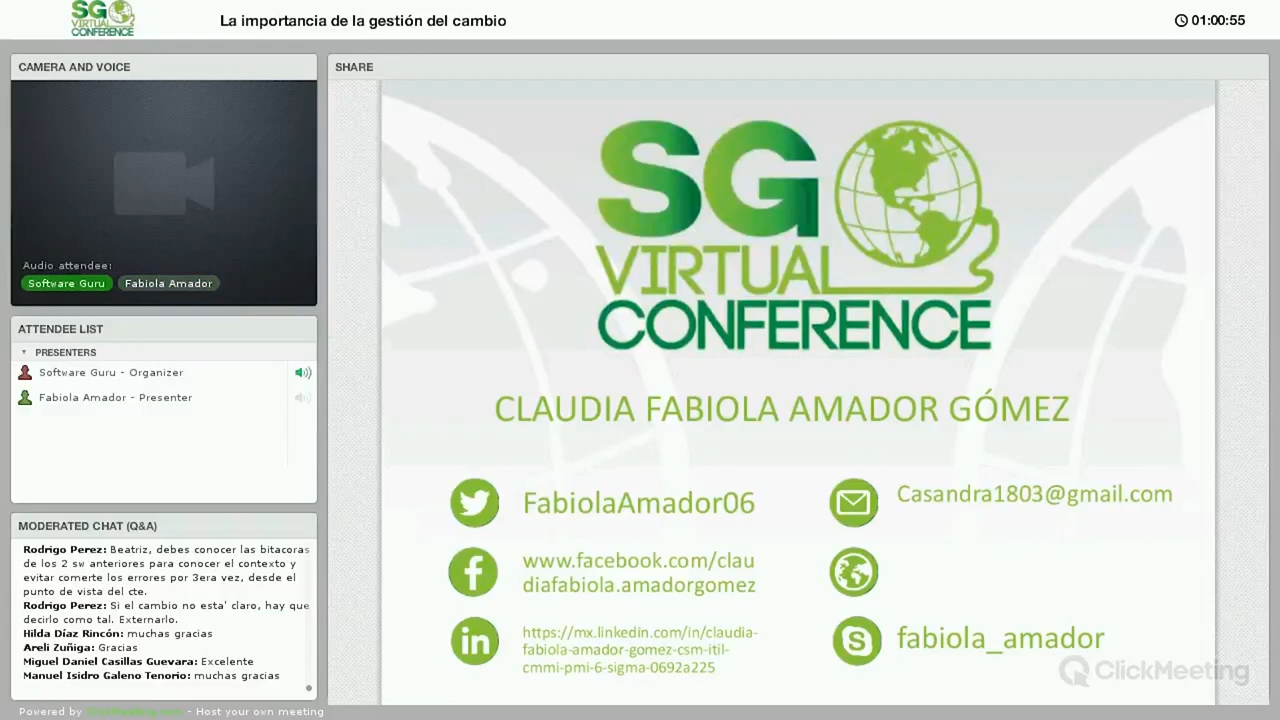 SG
VIRTUAL
CONFERENCE
La importancia de la gestión del cambio
01:00:55
CAMERA AND VOICE
Audio attendee:
Software Guru
Fabiola Amador
ATTENDEE LIST
PRESENTERS
Software Guru - Organizer
Fabiola Amador - Presenter
MODERATED CHAT (Q&A)
Rodrigo Perez: Beatriz, debes conocer las bitacoras
de los 2 sw anteriores para conocer el contexto y
evitar comerte los errores por 3era vez, desde el
punto de vista del cte.
Rodrigo Perez: Si el cambio no esta' claro, hay que
decirlo como tal. Externarlo.
Hilda Díaz Rincón: muchas gracias
Areli Zuñiga: Gracias
Miguel Daniel Casillas Guevara: Excelente
Manuel Isidro Galeno Tenorio: muchas gracias
Powered by ClickMeeting.com - Host your own meeting
SHARE
SG
VIRTUAL
CONFERENCE
CLAUDIA FABIOLA AMADOR GÓMEZ
FabiolaAmador06
Casandra1803@gmail.com
www.facebook.com/clau
diafabiola.amadorgomez
https://mx.linkedin.com/in/claudia-
fabiola-amador-gomez-csm-itil-
cmmi-pmi-6-sigma-0692a225
fabiola_amador
ClickMeeting